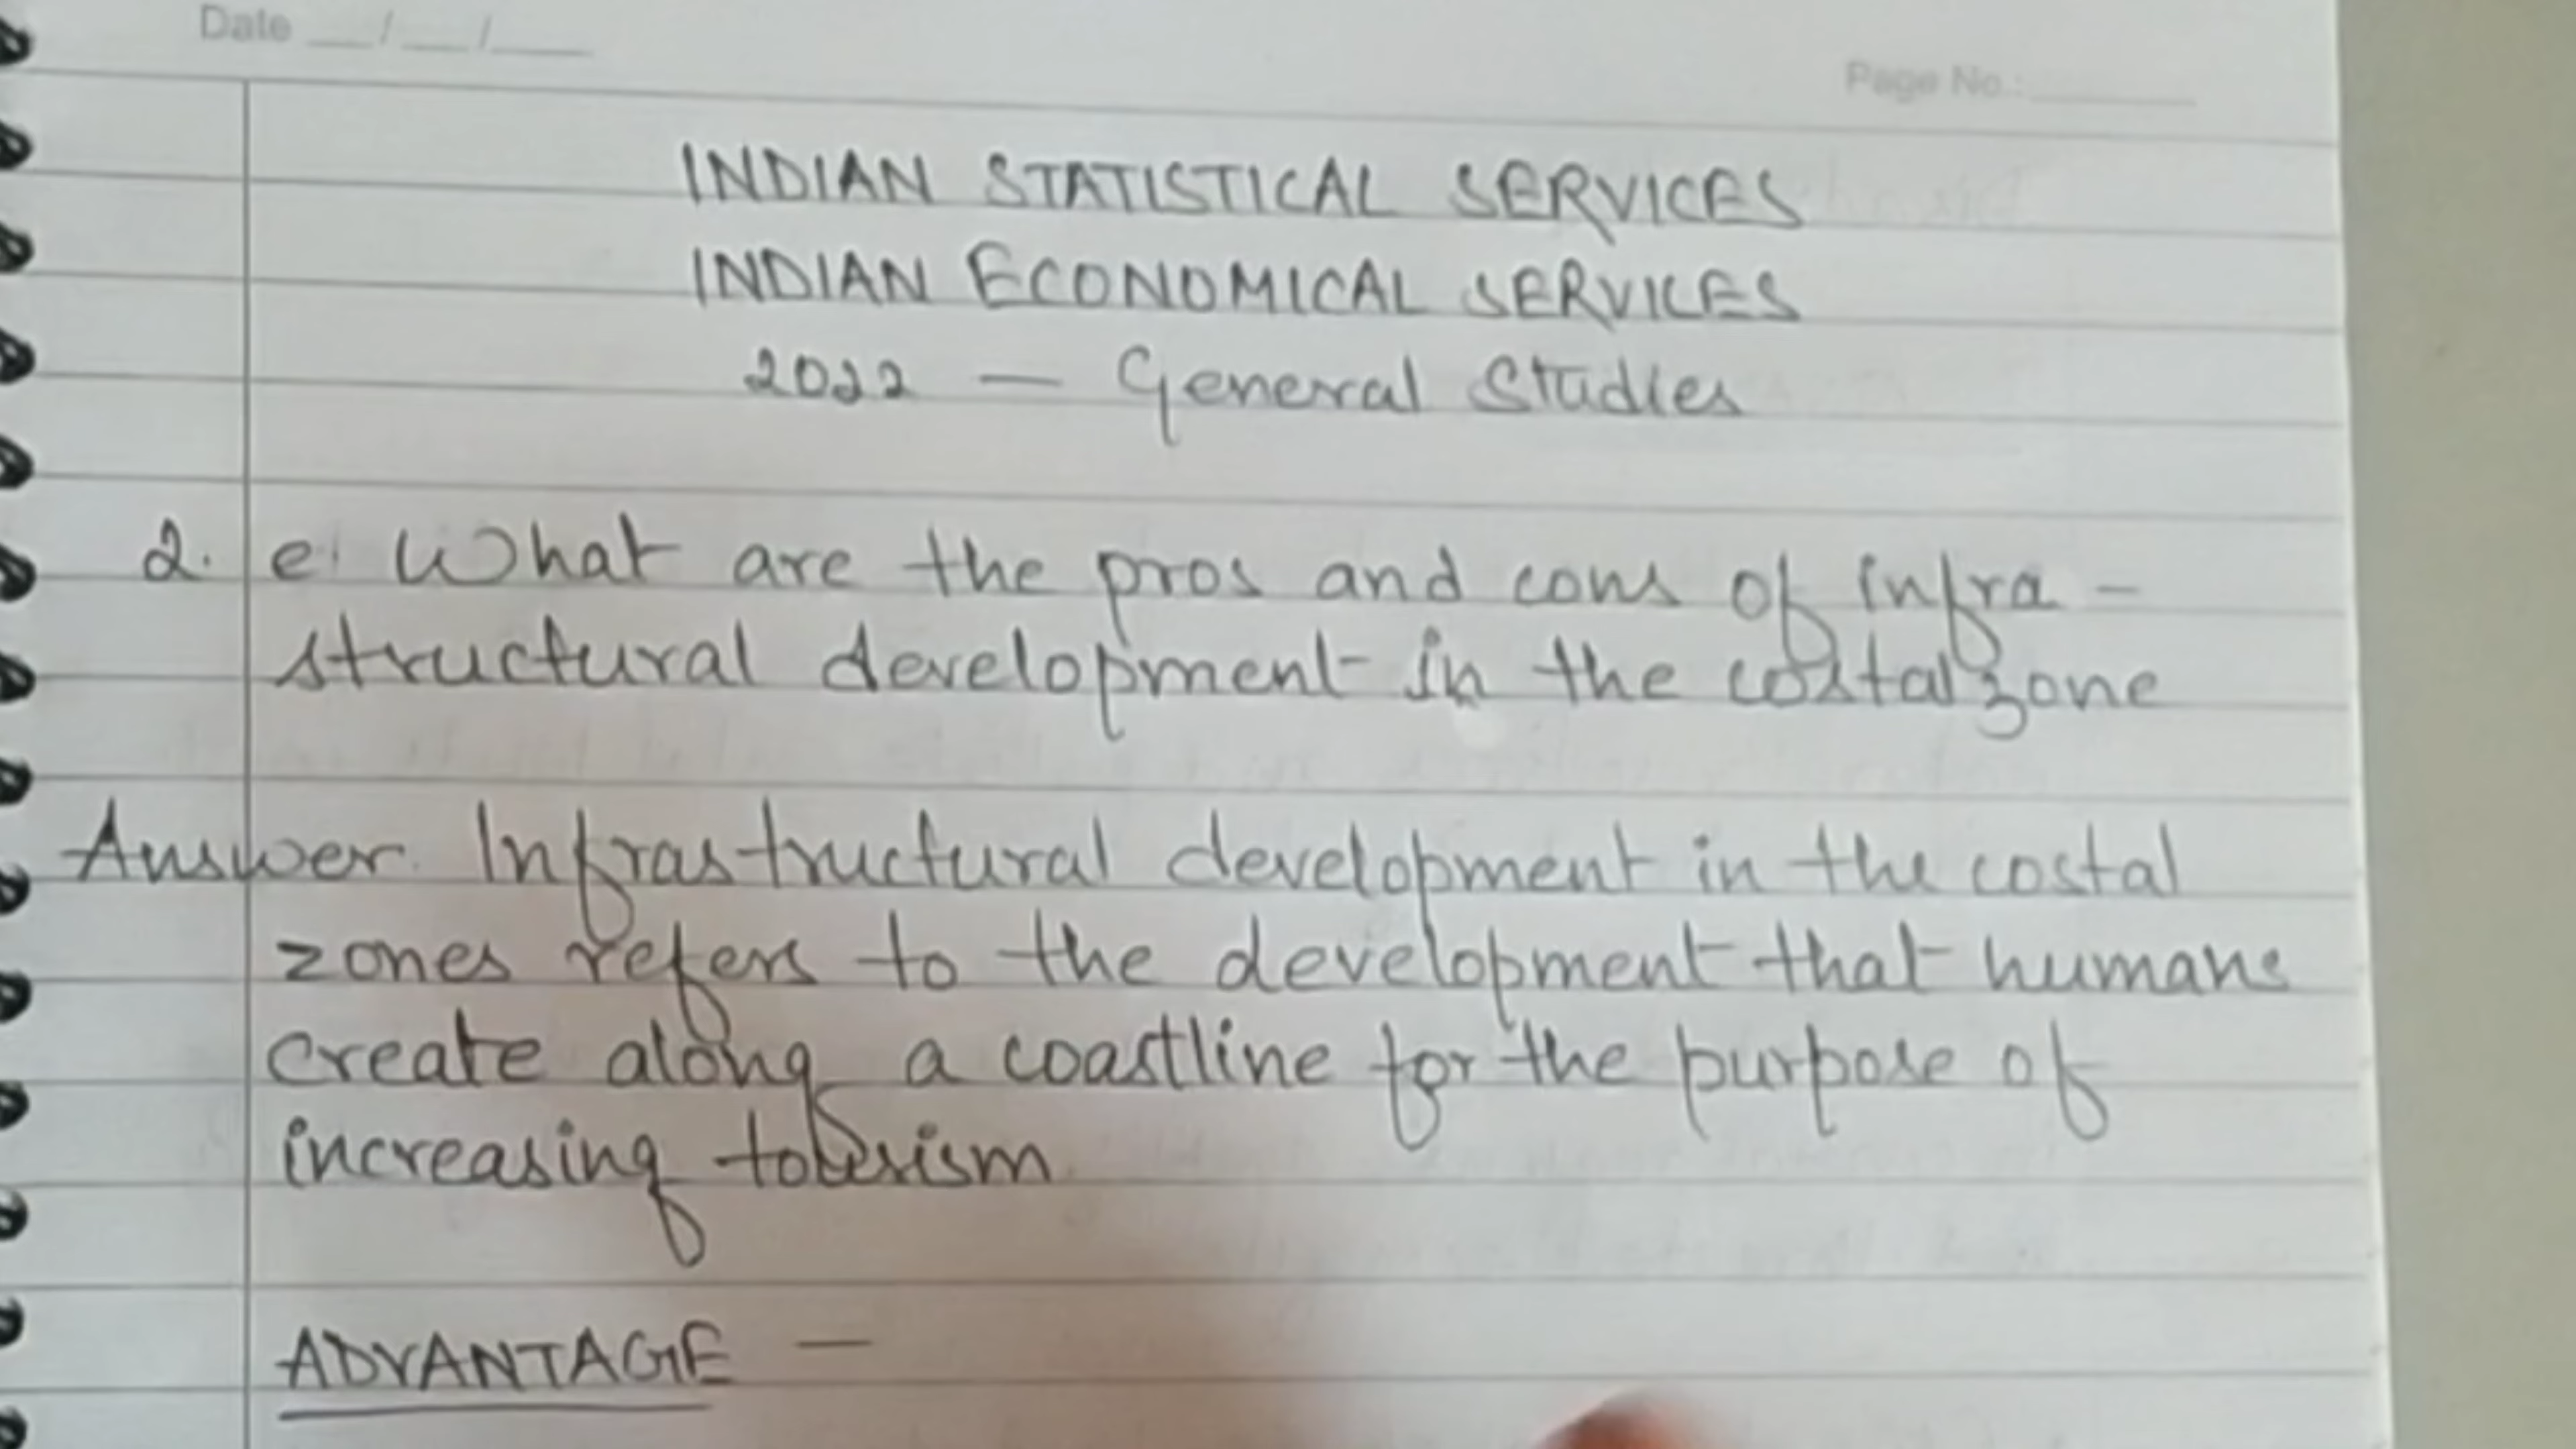 Date __/__/____
Page No.:________
INDIAN STATISTICAL SERVICES
INDIAN ECONOMICAL SERVICES
2022 — General Studies
2. e. What are the pros and cons of infra -
structural development in the costal zone
Answer. Infrastructural development in the costal
zones refers to the development that humans
create along a coastline for the purpose of
increasing tourism
ADVANTAGE —